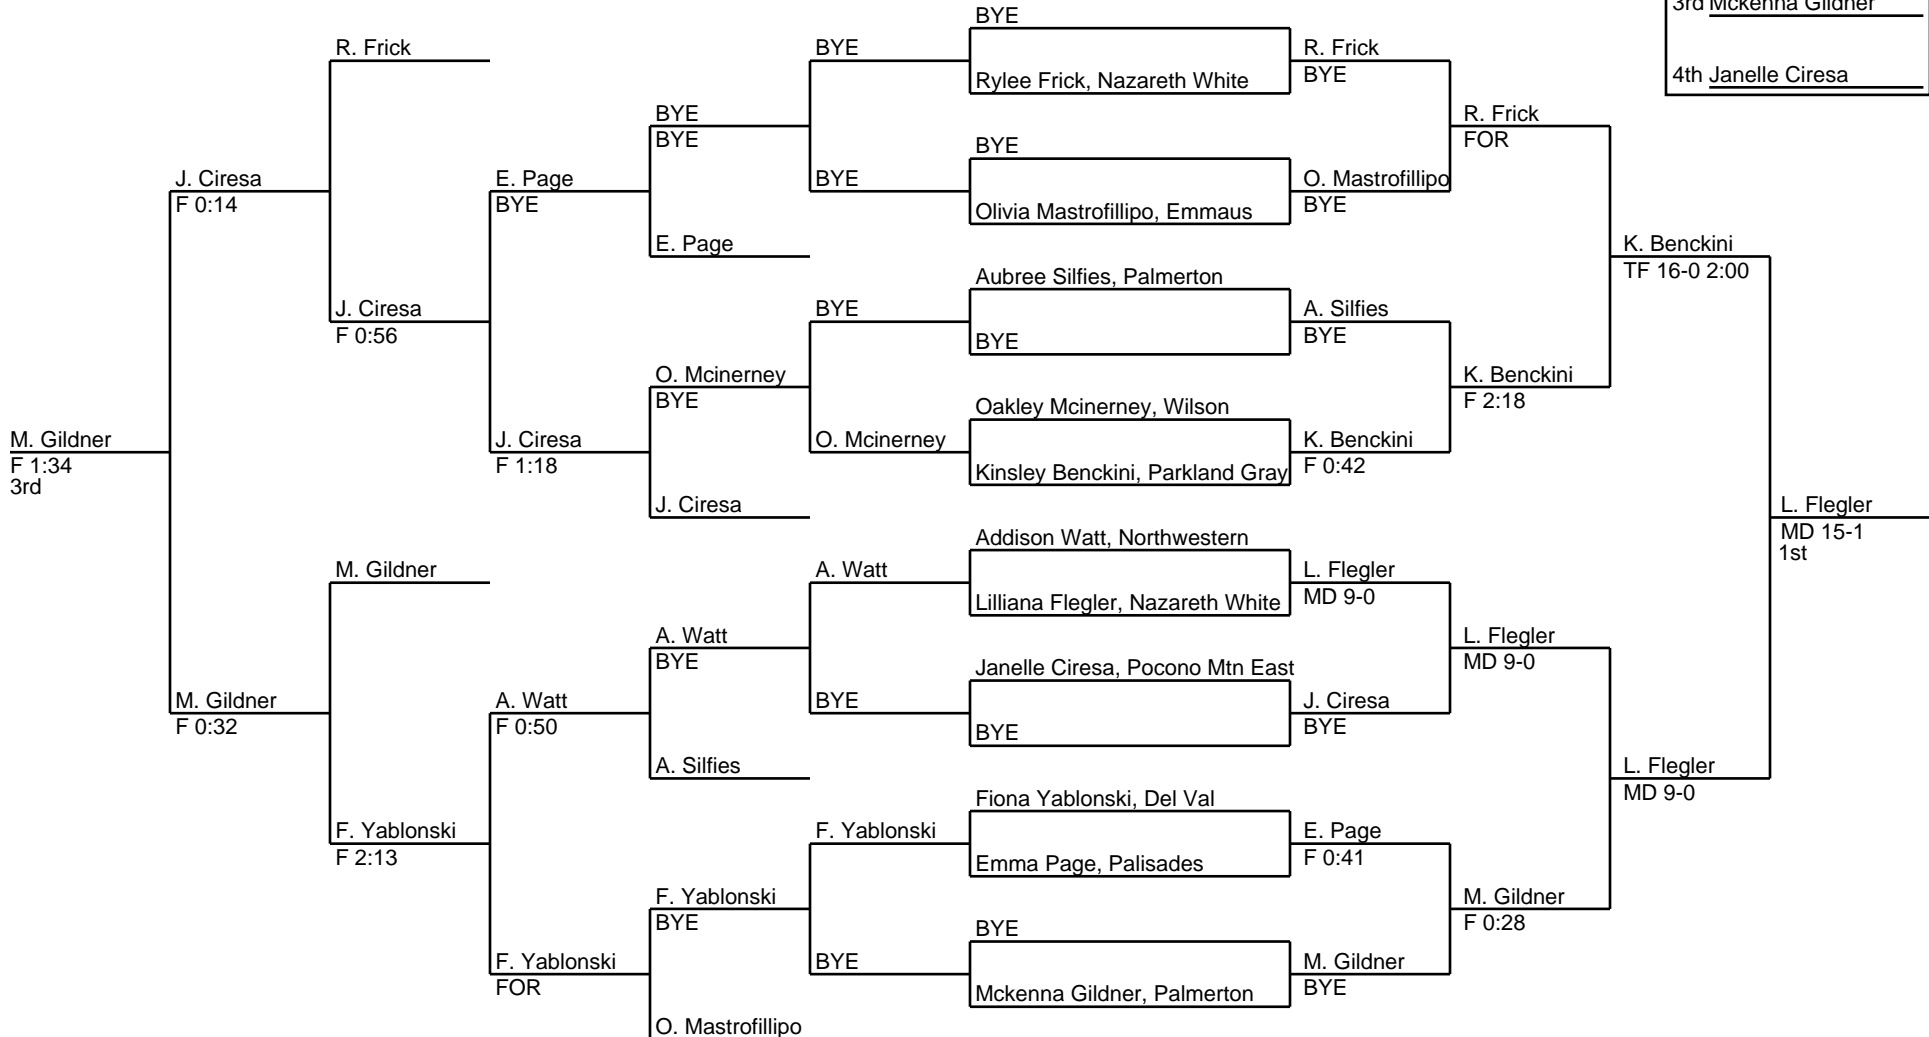 3rd Mckenna Gildner
4th Janelle Ciresa
M. Gildner
F 1:34
3rd
J. Ciresa
F 0:14
M. Gildner
F 0:32
R. Frick
J. Ciresa
F 0:56
M. Gildner
F. Yablonski
F 2:13
E. Page
BYE
J. Ciresa
F 1:18
A. Watt
F 0:50
F. Yablonski
FOR
BYE
BYE
E. Page
O. Mcinerney
BYE
J. Ciresa
A. Watt
BYE
A. Silfies
F. Yablonski
BYE
O. Mastrofillipo
BYE
BYE
BYE
O. Mcinerney
A. Watt
BYE
F. Yablonski
BYE
BYE
Rylee Frick, Nazareth White
BYE
Olivia Mastrofillipo, Emmaus
Aubree Silfies, Palmerton
BYE
Oakley Mcinerney, Wilson
Kinsley Benckini, Parkland Gray
Addison Watt, Northwestern
Lilliana Flegler, Nazareth White
Janelle Ciresa, Pocono Mtn East
BYE
Fiona Yablonski, Del Val
Emma Page, Palisades
BYE
Mckenna Gildner, Palmerton
R. Frick
BYE
O. Mastrofillipo
BYE
A. Silfies
BYE
K. Benckini
F 0:42
L. Flegler
MD 9-0
J. Ciresa
BYE
E. Page
F 0:41
M. Gildner
BYE
R. Frick
FOR
K. Benckini
F 2:18
L. Flegler
MD 9-0
M. Gildner
F 0:28
K. Benckini
TF 16-0 2:00
L. Flegler
MD 9-0
L. Flegler
MD 15-1
1st